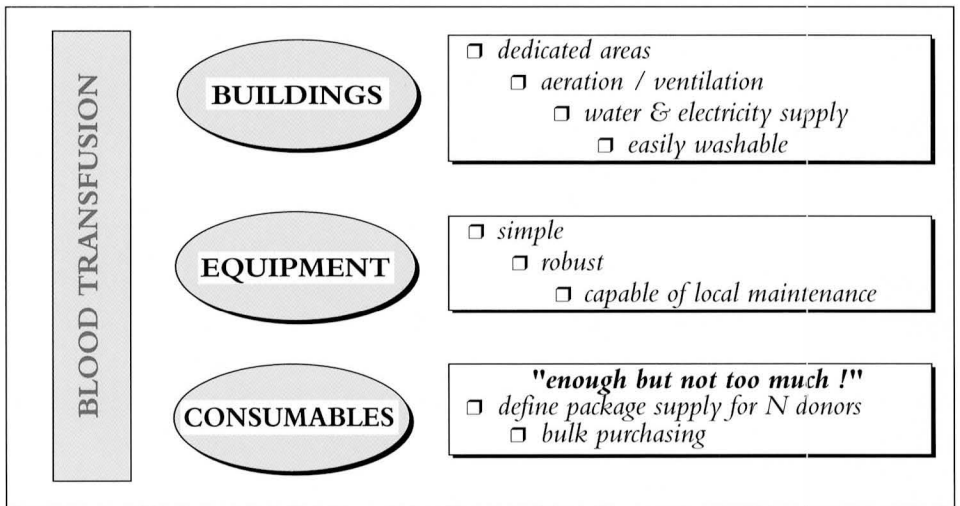 BLOOD TRANSFUSION
BUILDINGS
❐ dedicated areas
❐ aeration / ventilation
❐ water & electricity supply
❐ easily washable
EQUIPMENT
❐ simple
❐ robust
❐ capable of local maintenance
CONSUMABLES
"enough but not too much !"
❐ define package supply for N donors
❐ bulk purchasing